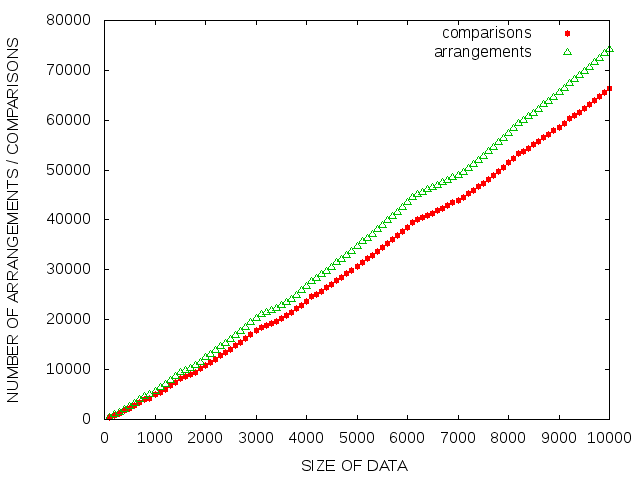 80000
70000
60000
50000
40000
30000
20000
10000
0
NUMBER OF ARRANGEMENTS / COMPARISONS
comparisons
arrangements
0 1000 2000 3000 4000 5000 6000 7000 8000 9000 10000
SIZE OF DATA